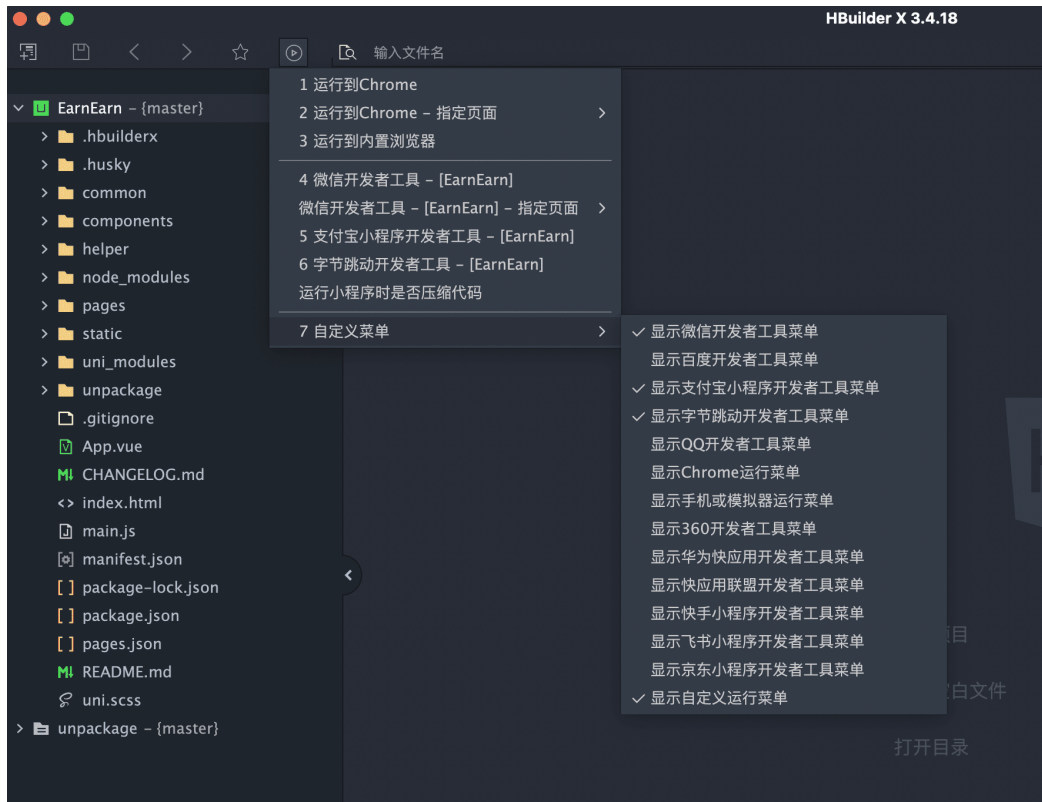 HBuilder X 3.4.18
输入文件名
1 运行到Chrome
2 运行到Chrome - 指定页面
3 运行到内置浏览器
4 微信开发者工具 - [EarnEarn]
微信开发者工具 - [EarnEarn] - 指定页面
5 支付宝小程序开发者工具 - [EarnEarn]
6 字节跳动开发者工具 - [EarnEarn]
运行小程序时是否压缩代码
7 自定义菜单
显示微信开发者工具菜单
显示百度开发者工具菜单
显示支付宝小程序开发者工具菜单
显示字节跳动开发者工具菜单
显示QQ开发者工具菜单
显示Chrome运行菜单
显示手机或模拟器运行菜单
显示360开发者工具菜单
显示华为快应用开发者工具菜单
显示快应用联盟开发者工具菜单
显示快手小程序开发者工具菜单
显示飞书小程序开发者工具菜单
显示京东小程序开发者工具菜单
显示自定义运行菜单
EarnEarn - {master}
.hbuilderx
.husky
common
components
helper
node_modules
pages
static
uni_modules
unpackage
.gitignore
App.vue
CHANGELOG.md
index.html
main.js
manifest.json
package-lock.json
package.json
pages.json
README.md
uni.scss
unpackage - {master}
项目
白文件
打开目录